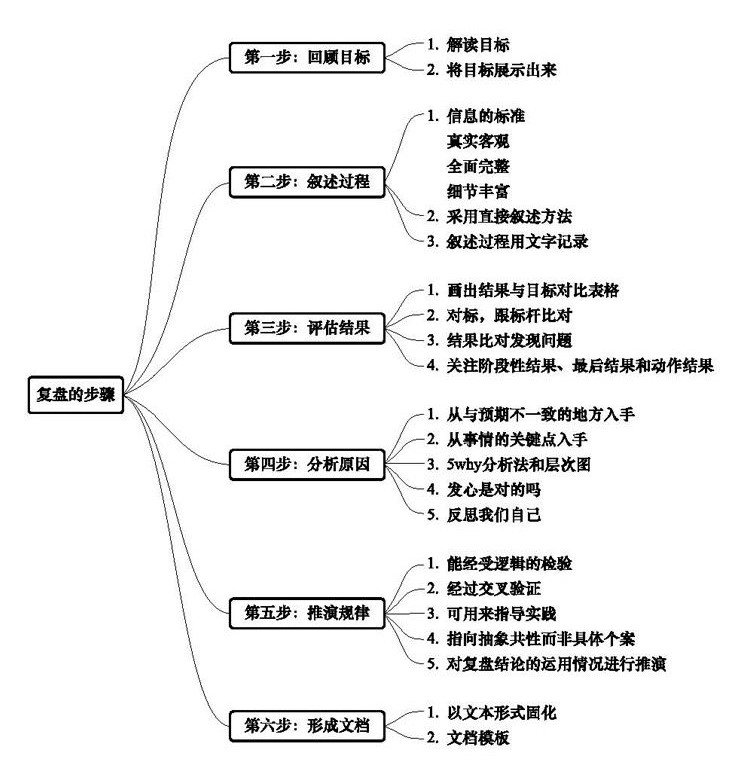 复盘的步骤
第一步：回顾目标
1. 解读目标
2. 将目标展示出来
第二步：叙述过程
1. 信息的标准
真实客观
全面完整
细节丰富
2. 采用直接叙述方法
3. 叙述过程用文字记录
第三步：评估结果
1. 画出结果与目标对比表格
2. 对标，跟标杆比对
3. 结果比对发现问题
4. 关注阶段性结果、最后结果和动作结果
第四步：分析原因
1. 从与预期不一致的地方入手
2. 从事情的关键点入手
3. 5why分析法和层次图
4. 发心是对的吗
5. 反思我们自己
第五步：推演规律
1. 能经受逻辑的检验
2. 经过交叉验证
3. 可用来指导实践
4. 指向抽象共性而非具体个案
5. 对复盘结论的运用情况进行推演
第六步：形成文档
1. 以文本形式固化
2. 文档模板